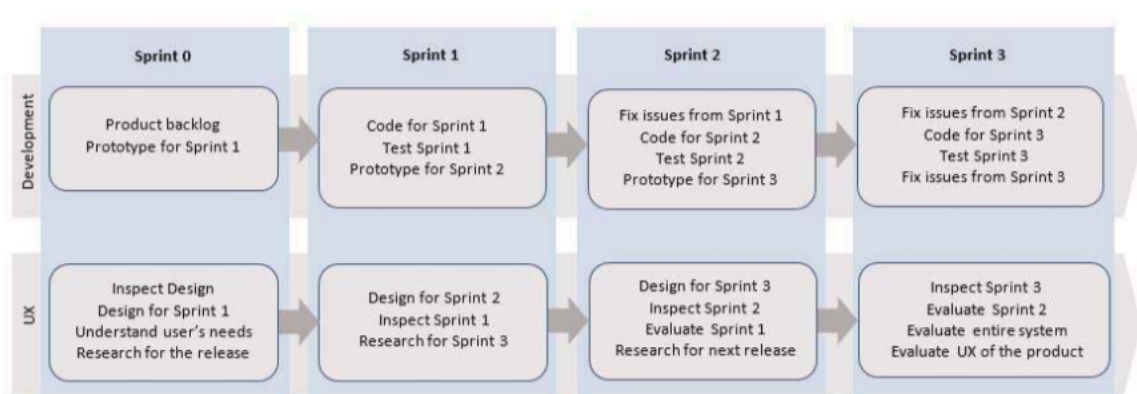 Sprint 0
Sprint 1
Sprint 2
Sprint 3
Development
Product backlog
Prototype for Sprint 1
Code for Sprint 1
Test Sprint 1
Prototype for Sprint 2
Fix issues from Sprint 1
Code for Sprint 2
Test Sprint 2
Prototype for Sprint 3
Fix issues from Sprint 2
Code for Sprint 3
Test Sprint 3
Fix issues from Sprint 3
UX
Inspect Design
Design for Sprint 1
Understand user's needs
Research for the release
Design for Sprint 2
Inspect Sprint 1
Research for Sprint 3
Design for Sprint 3
Inspect Sprint 2
Evaluate Sprint 1
Research for next release
Inspect Sprint 3
Evaluate Sprint 2
Evaluate entire system
Evaluate UX of the product